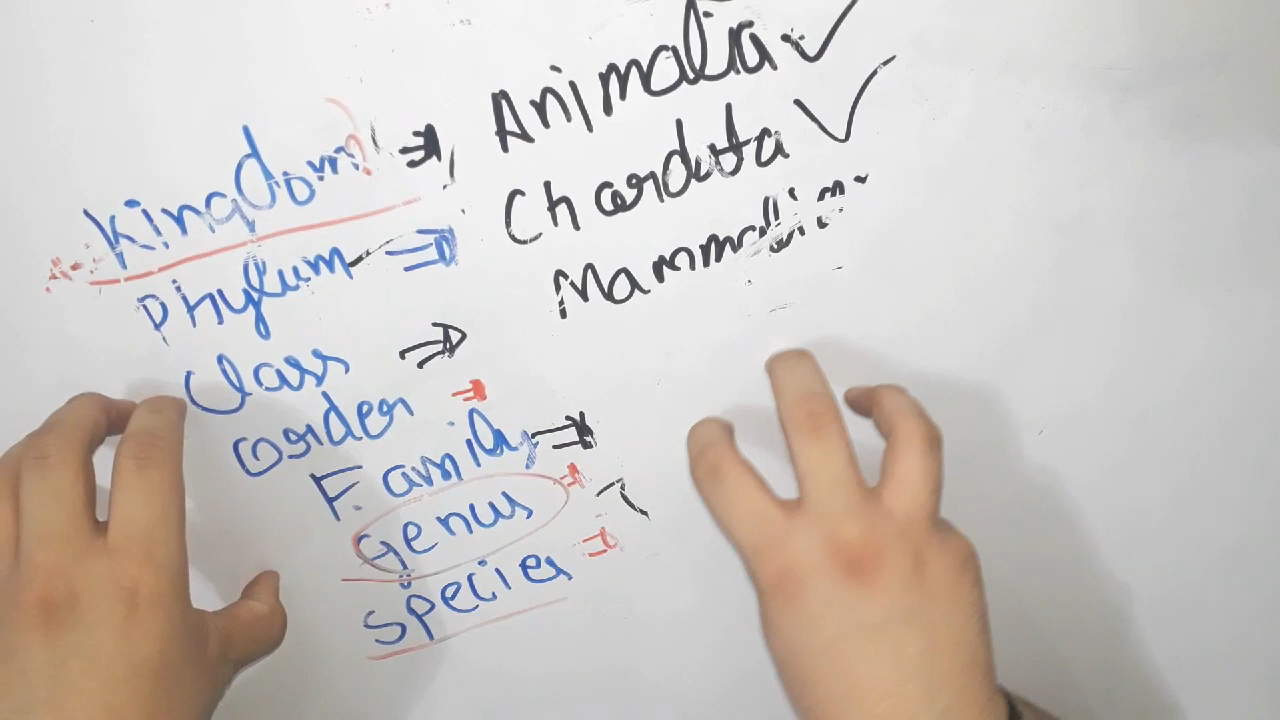 Kingdom ⇒ Animalia ✓
Phylum ⇒ Chordata ✓
Class ⇒ Mammalia
order ⇒
Family ⇒
Genus ⇒
Species ⇒